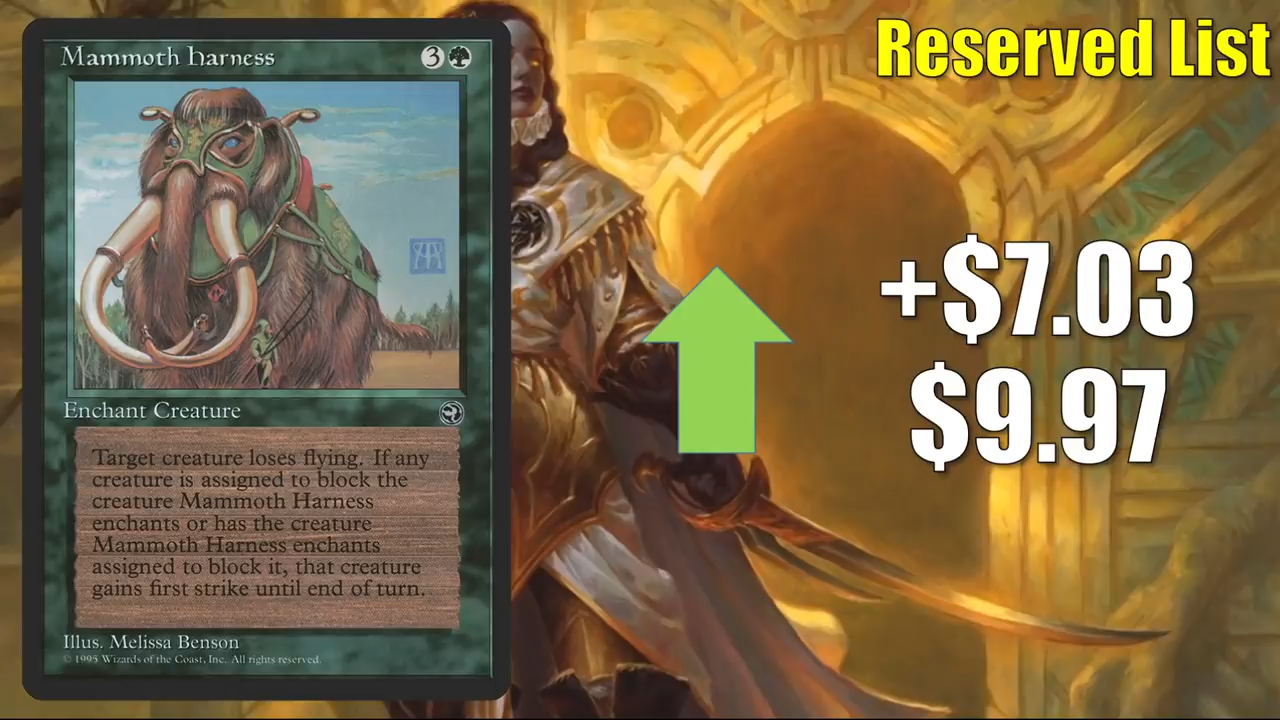 Mammoth Harness
3
Enchant Creature
Target creature loses flying. If any
creature is assigned to block the
creature Mammoth Harness
enchants or has the creature
Mammoth Harness enchants
assigned to block it, that creature
gains first strike until end of turn.
Illus. Melissa Benson
© 1995 Wizards of the Coast, Inc. All rights reserved.
Reserved List
+$7.03
$9.97